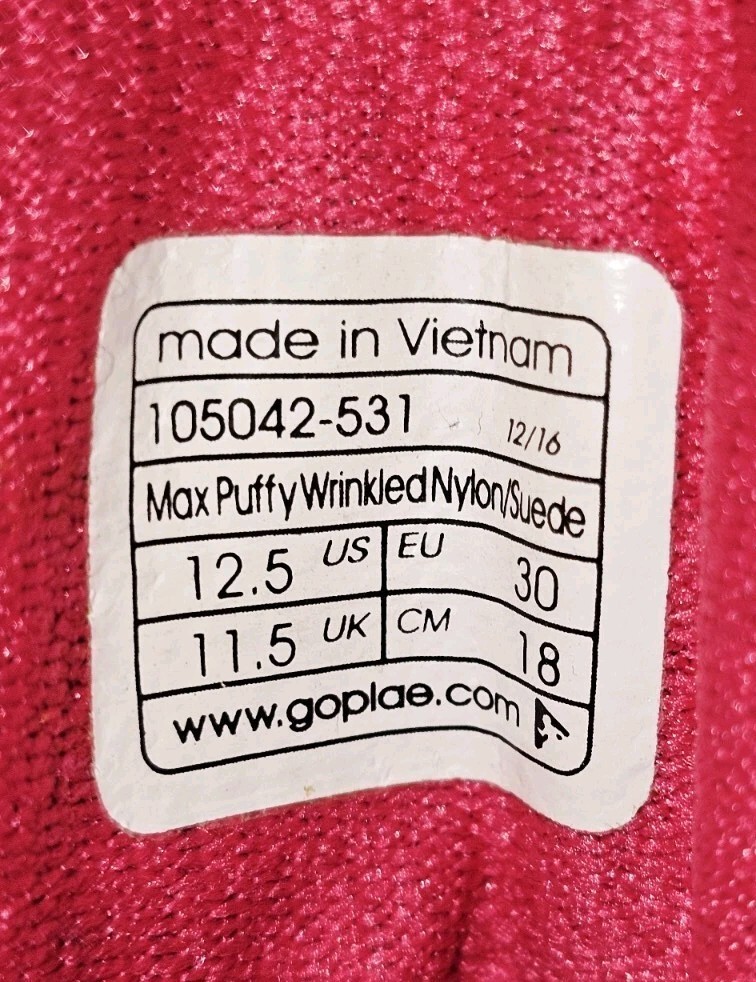 made in Vietnam
105042-531 12/16
Max Puffy Wrinkled Nylon/Suede
12.5 US EU 30
11.5 UK CM 18
www.goplae.com